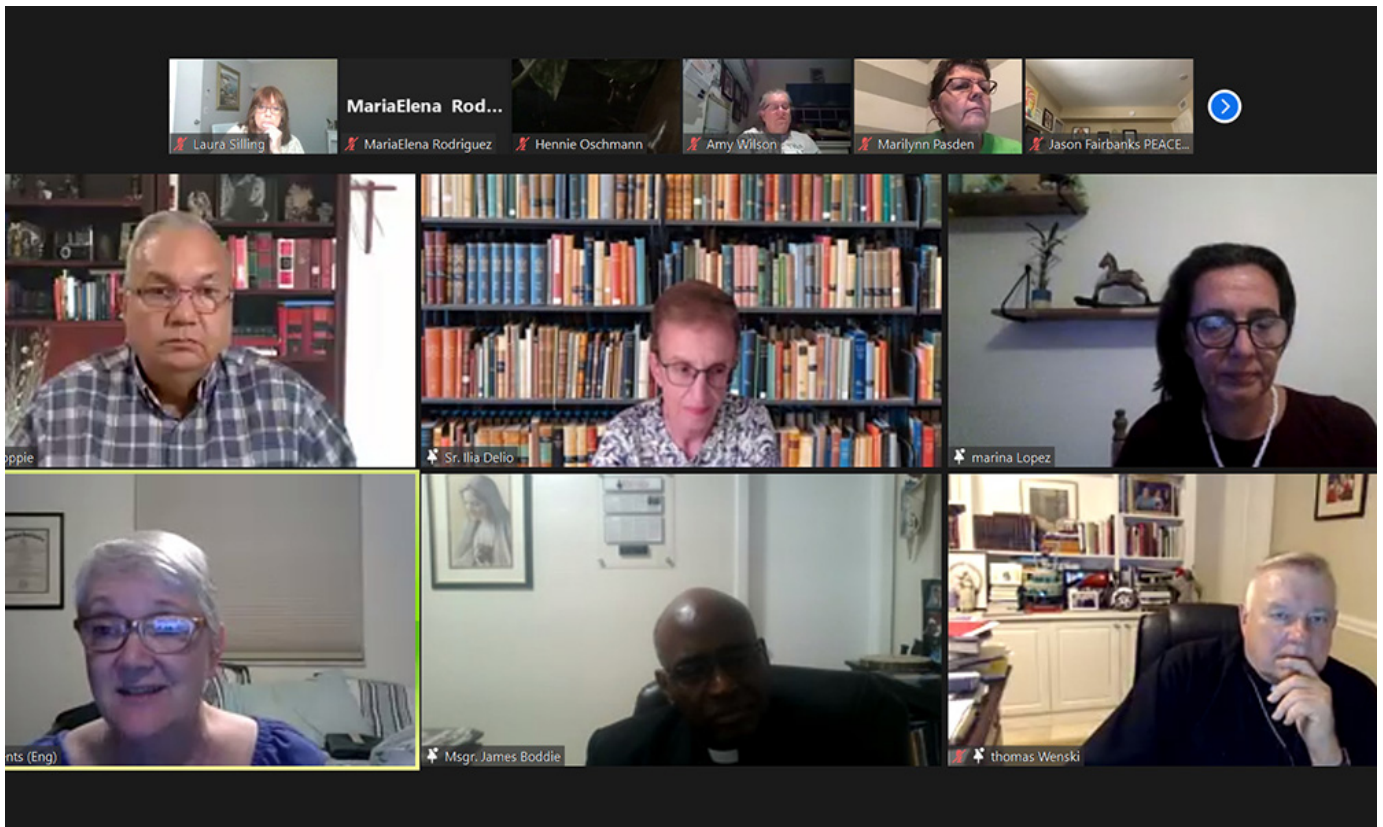 MariaElena Rod...
Laura Silling
MariaElena Rodriguez
Hennie Oschmann
Amy Wilson
Marilynn Pasden
Jason Fairbanks PEACE...
oppie
Sr. Ilia Delio
marina Lopez
nts (Eng)
Msgr. James Boddie
thomas Wenski